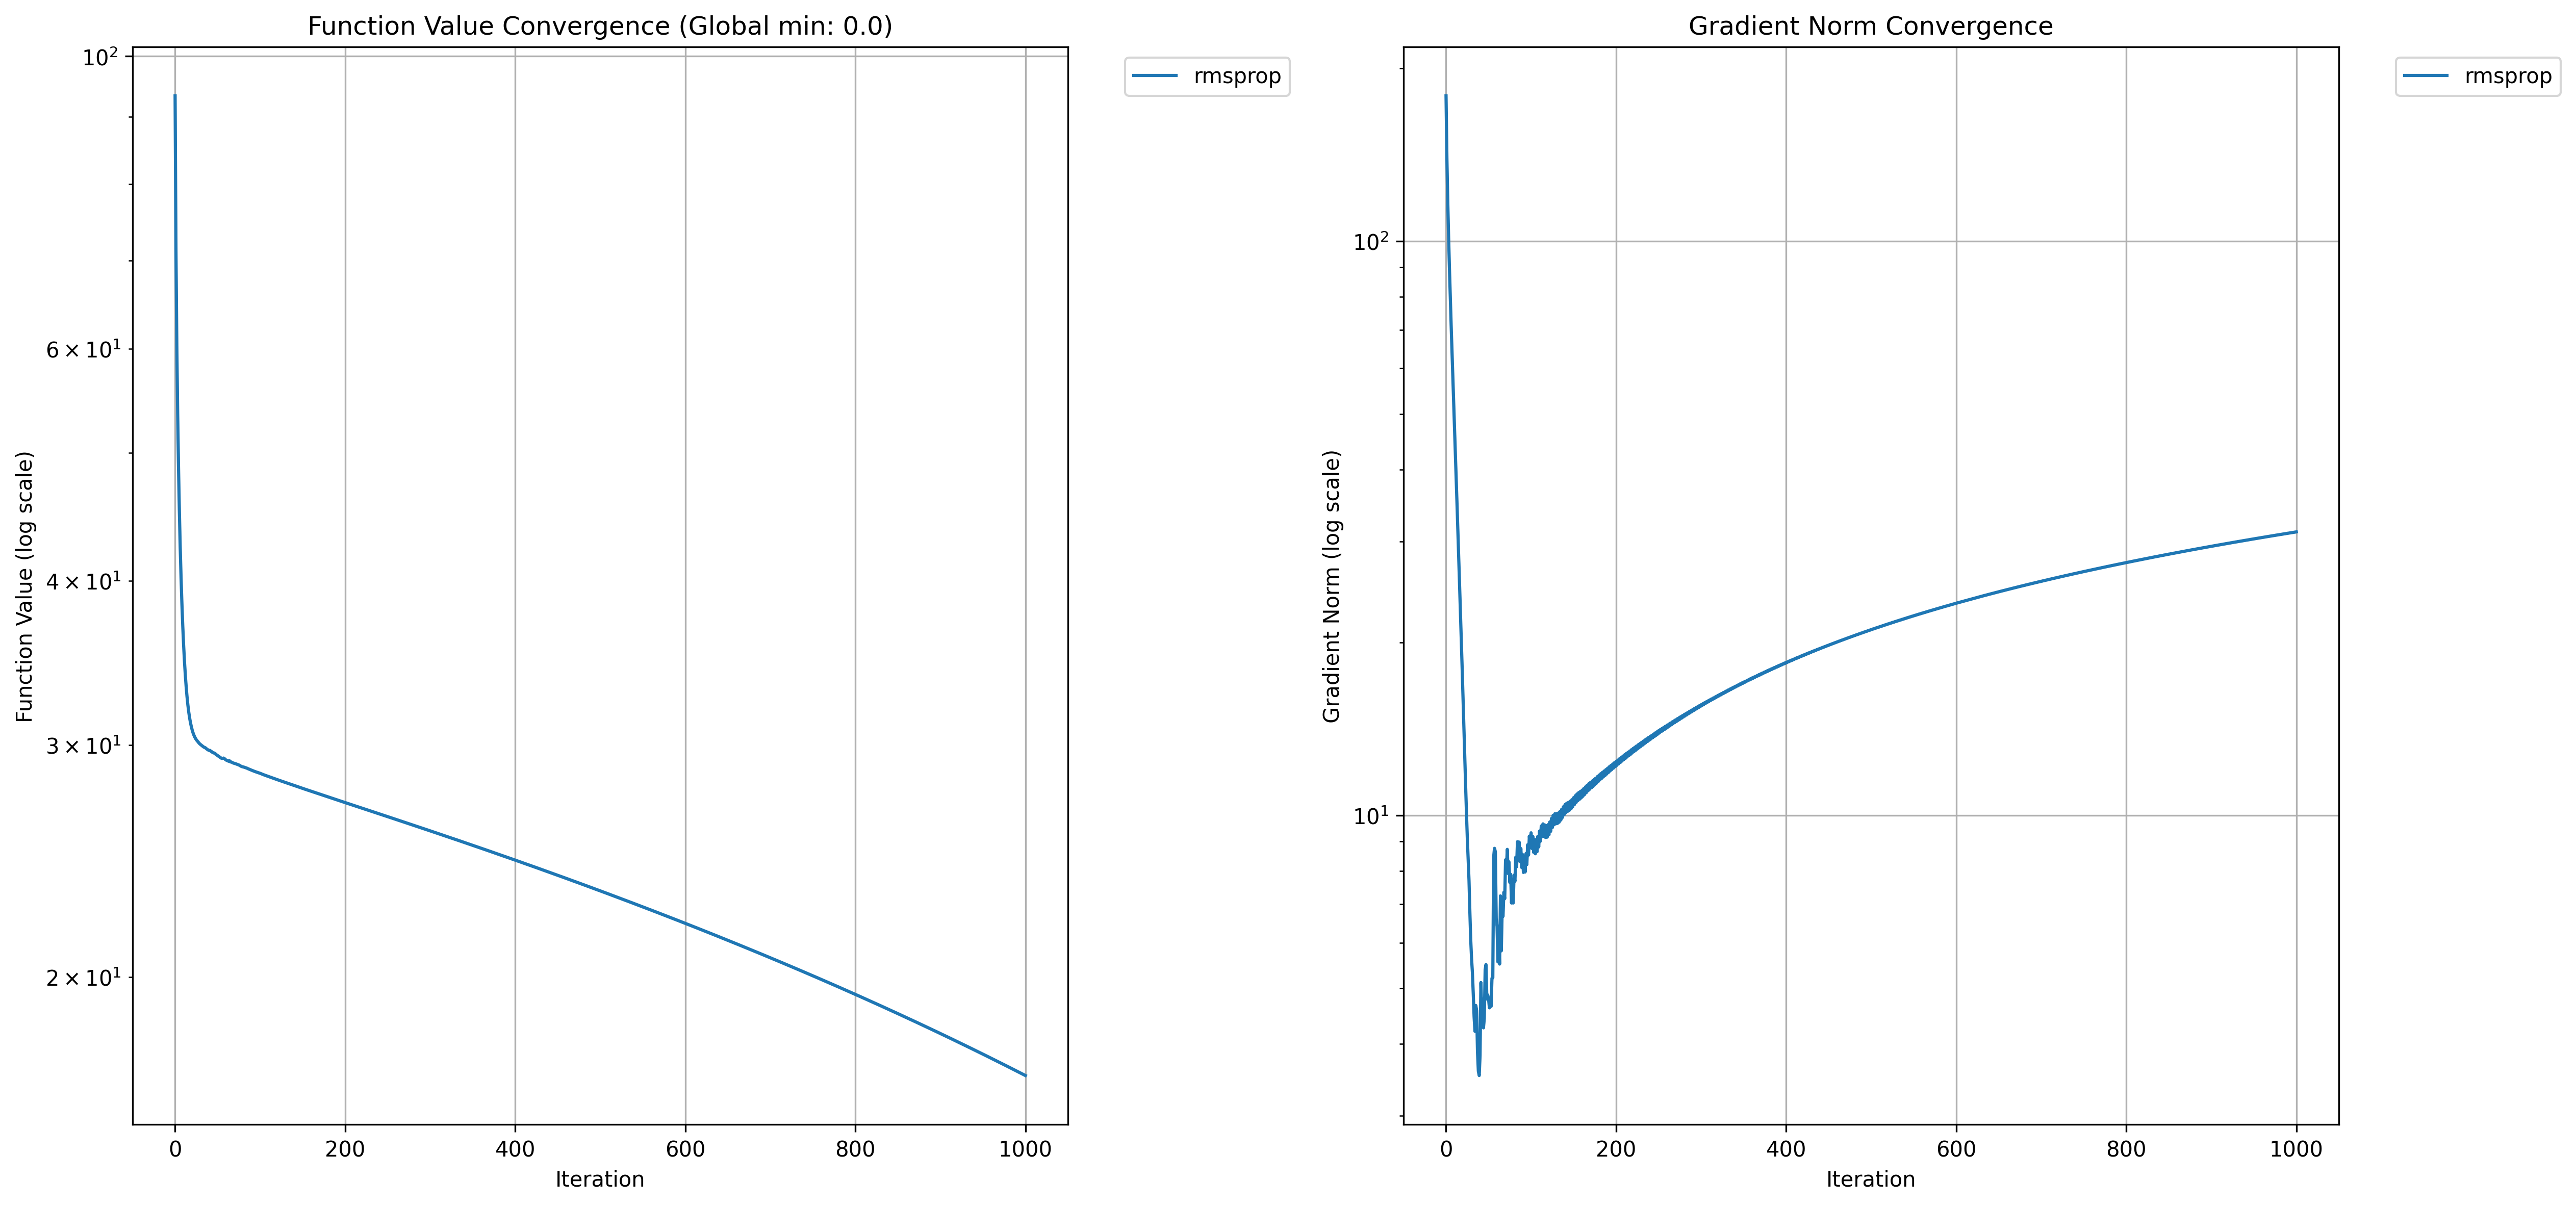 Function Value Convergence (Global min: 0.0)
10²
6 × 10¹
4 × 10¹
3 × 10¹
2 × 10¹
Function Value (log scale)
0 200 400 600 800 1000
Iteration
rmsprop
Gradient Norm Convergence
10²
10¹
Gradient Norm (log scale)
0 200 400 600 800 1000
Iteration
rmsprop